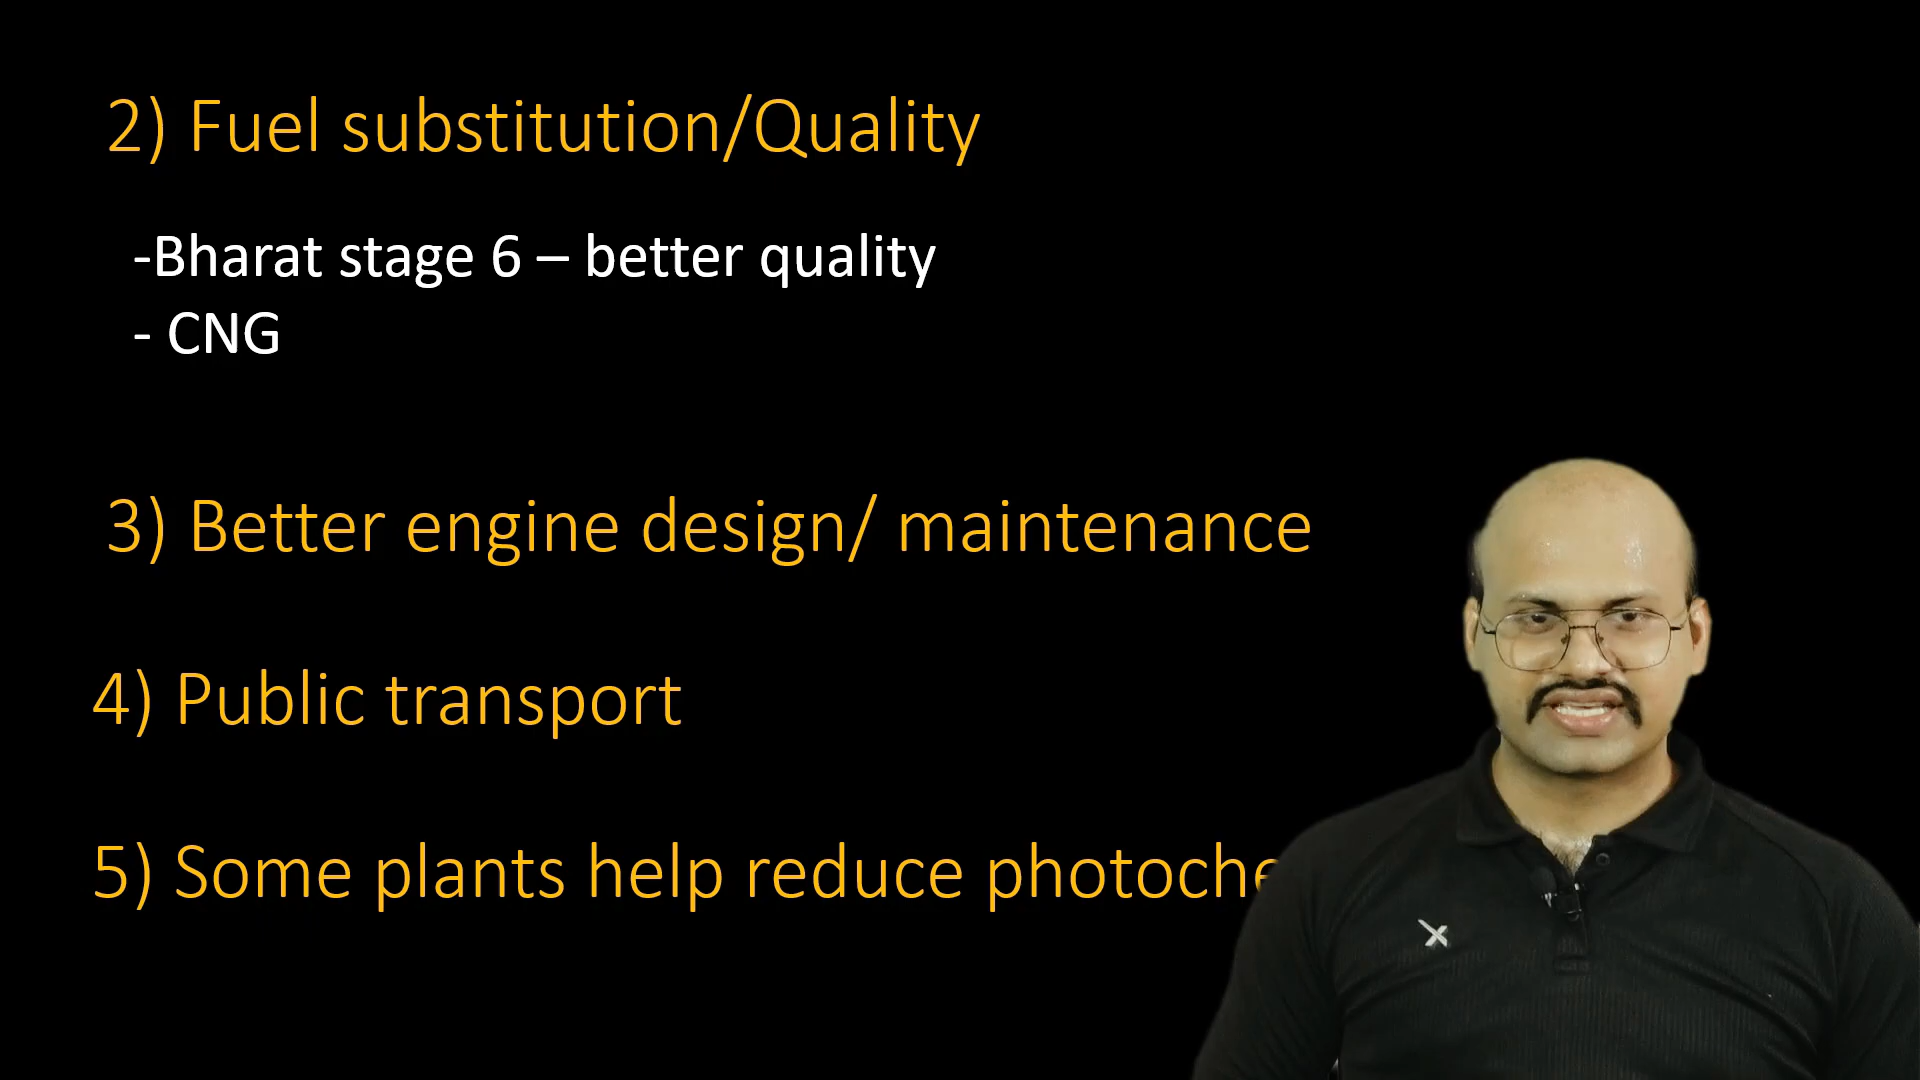 2) Fuel substitution/Quality
-Bharat stage 6 – better quality
- CNG
3) Better engine design/ maintenance
4) Public transport
5) Some plants help reduce